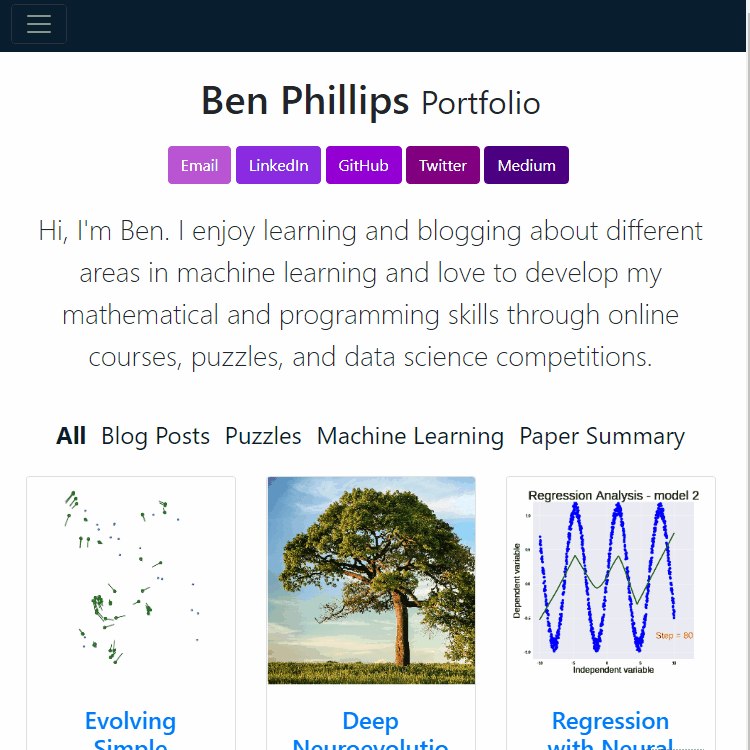 Ben Phillips Portfolio
Email LinkedIn GitHub Twitter Medium
Hi, I'm Ben. I enjoy learning and blogging about different
areas in machine learning and love to develop my
mathematical and programming skills through online
courses, puzzles, and data science competitions.
All Blog Posts Puzzles Machine Learning Paper Summary
Regression Analysis - model 2
Dependent variable
Step = 80
Independent variable
Evolving
Simple
Deep
Neuroevolutio
Regression
with Neural